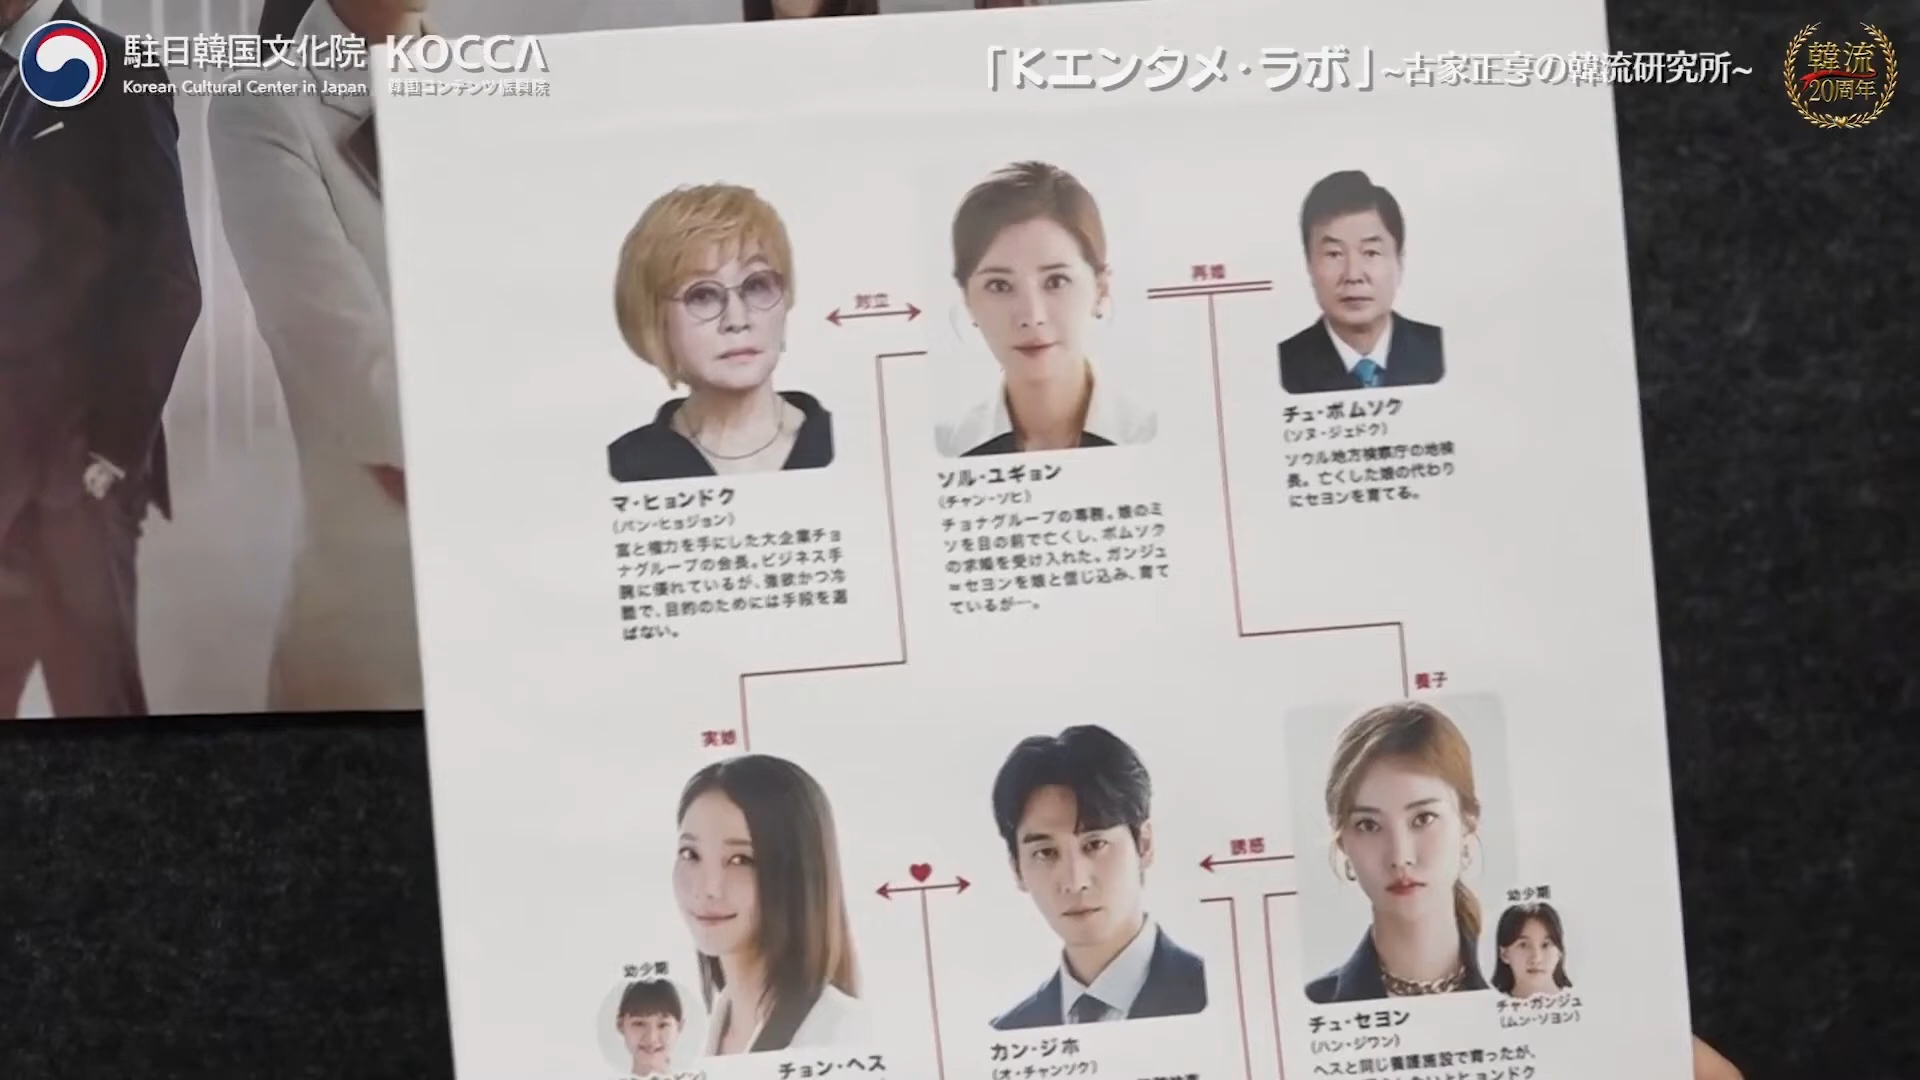 駐日韓国文化院
Korean Cultural Center in Japan
KOCCA
韓国コンテンツ振興院
「Kエンタメ・ラボ」~古家正亨の韓流研究所~
韓流
20周年
対立
再婚
マ・ヒョンドク
(バン・ヒョジョン)
富と権力を手にした大企業チョ
ナグループの会長。ビジネス手
腕に優れているが、強欲かつ冷
酷で、目的のためには手段を選
ばない。
ソル・ユギョン
(チャン・ソヒ)
チョナグループの専務。娘のミ
ソを目の前で亡くし、ボムソク
の求婚を受け入れた。ガンジュ
=セヨンを娘と信じ込み、育て
ているが…。
チュ・ボムソク
(ソヌ・ジェドク)
ソウル地方検察庁の地検
長。亡くした娘の代わり
にセヨンを育てる。
実娘
養子
誘惑
幼少期
チョン・ヘス
カン・ジホ
(オ・チャンソク)
幼少期
チャ・ガンジュ
(ムン・ソヨン)
チュ・セヨン
(ハン・ジワン)
ヘスと同じ養護施設で育ったが、